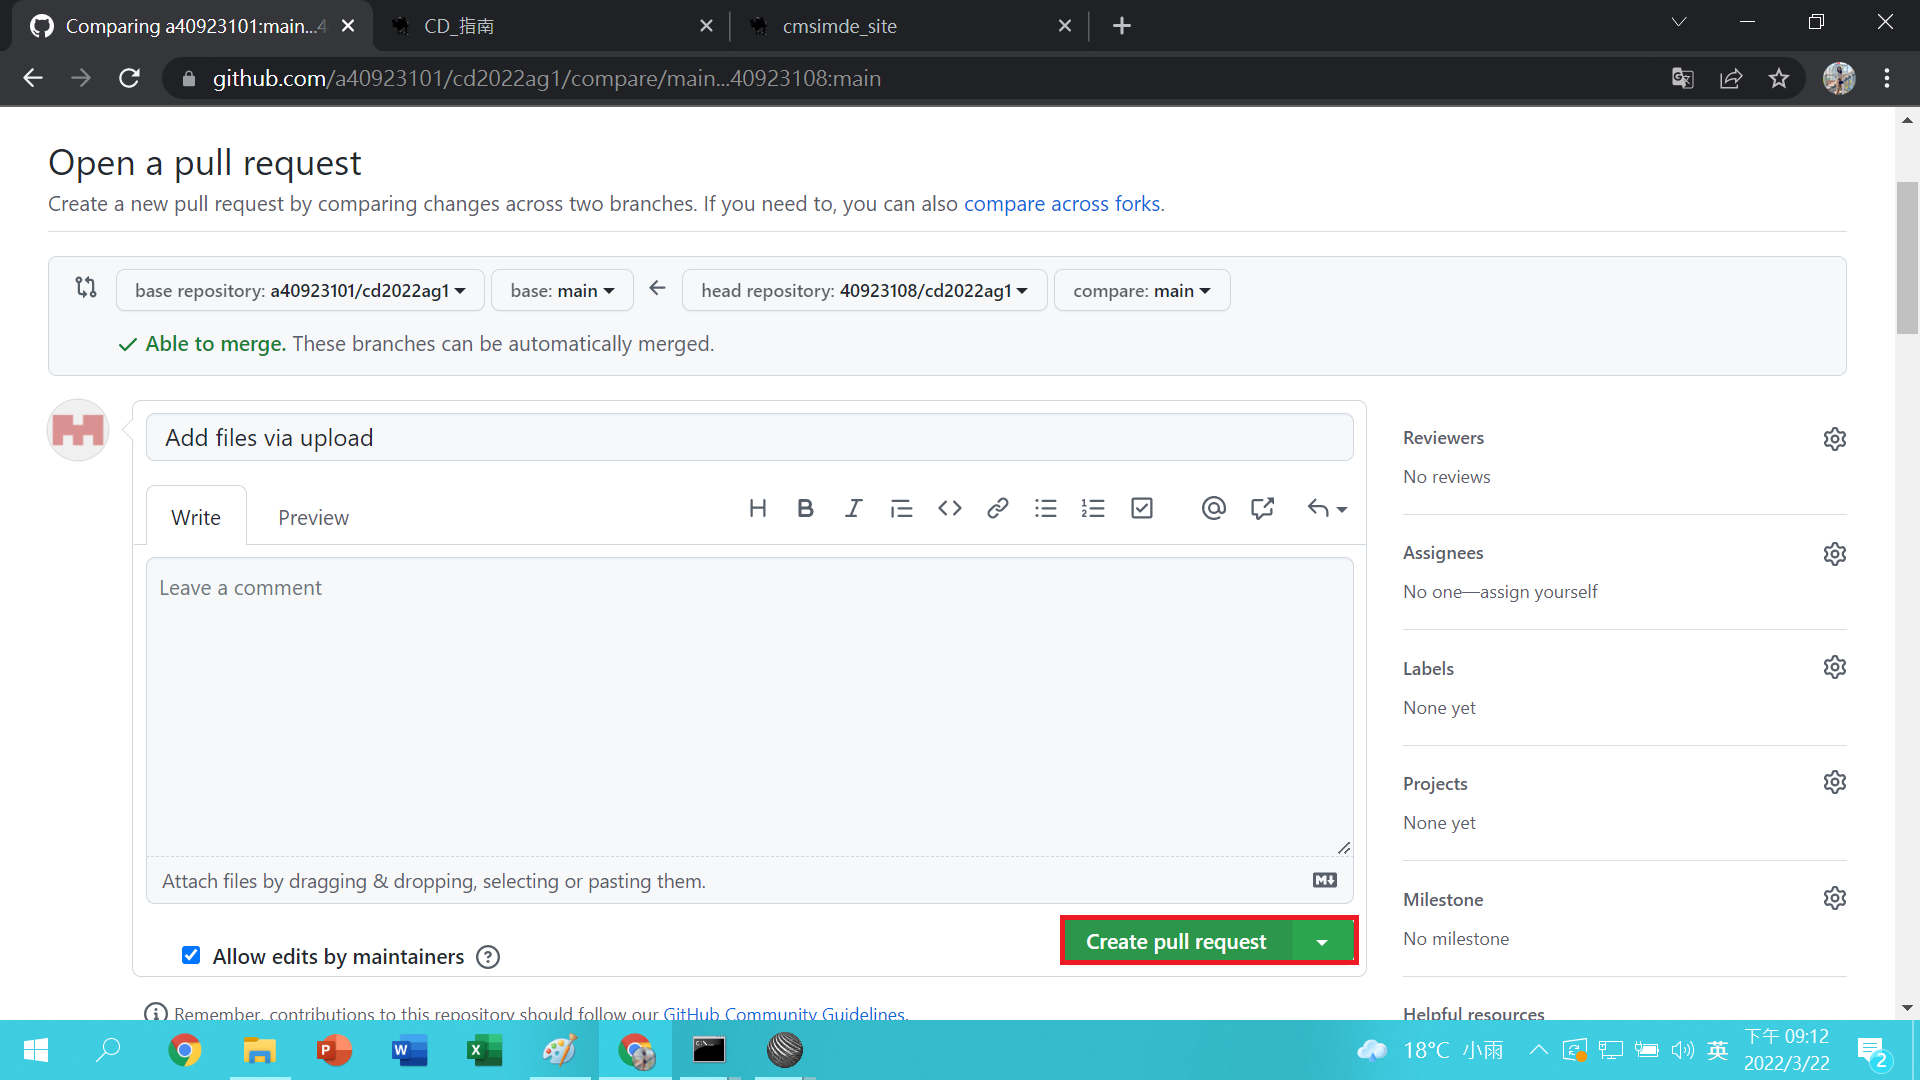 Comparing a40923101:main...4
CD_指南
cmsimde_site
github.com/a40923101/cd2022ag1/compare/main...40923108:main
Open a pull request
Create a new pull request by comparing changes across two branches. If you need to, you can also compare across forks.
base repository: a40923101/cd2022ag1
base: main
head repository: 40923108/cd2022ag1
compare: main
Able to merge. These branches can be automatically merged.
Add files via upload
Write
Preview
Leave a comment
Attach files by dragging & dropping, selecting or pasting them.
Allow edits by maintainers
Create pull request
Remember, contributions to this repository should follow our GitHub Community Guidelines.
Reviewers
No reviews
Assignees
No one—assign yourself
Labels
None yet
Projects
None yet
Milestone
No milestone
Helpful resources
18°C 小雨
英
下午 09:12
2022/3/22
2